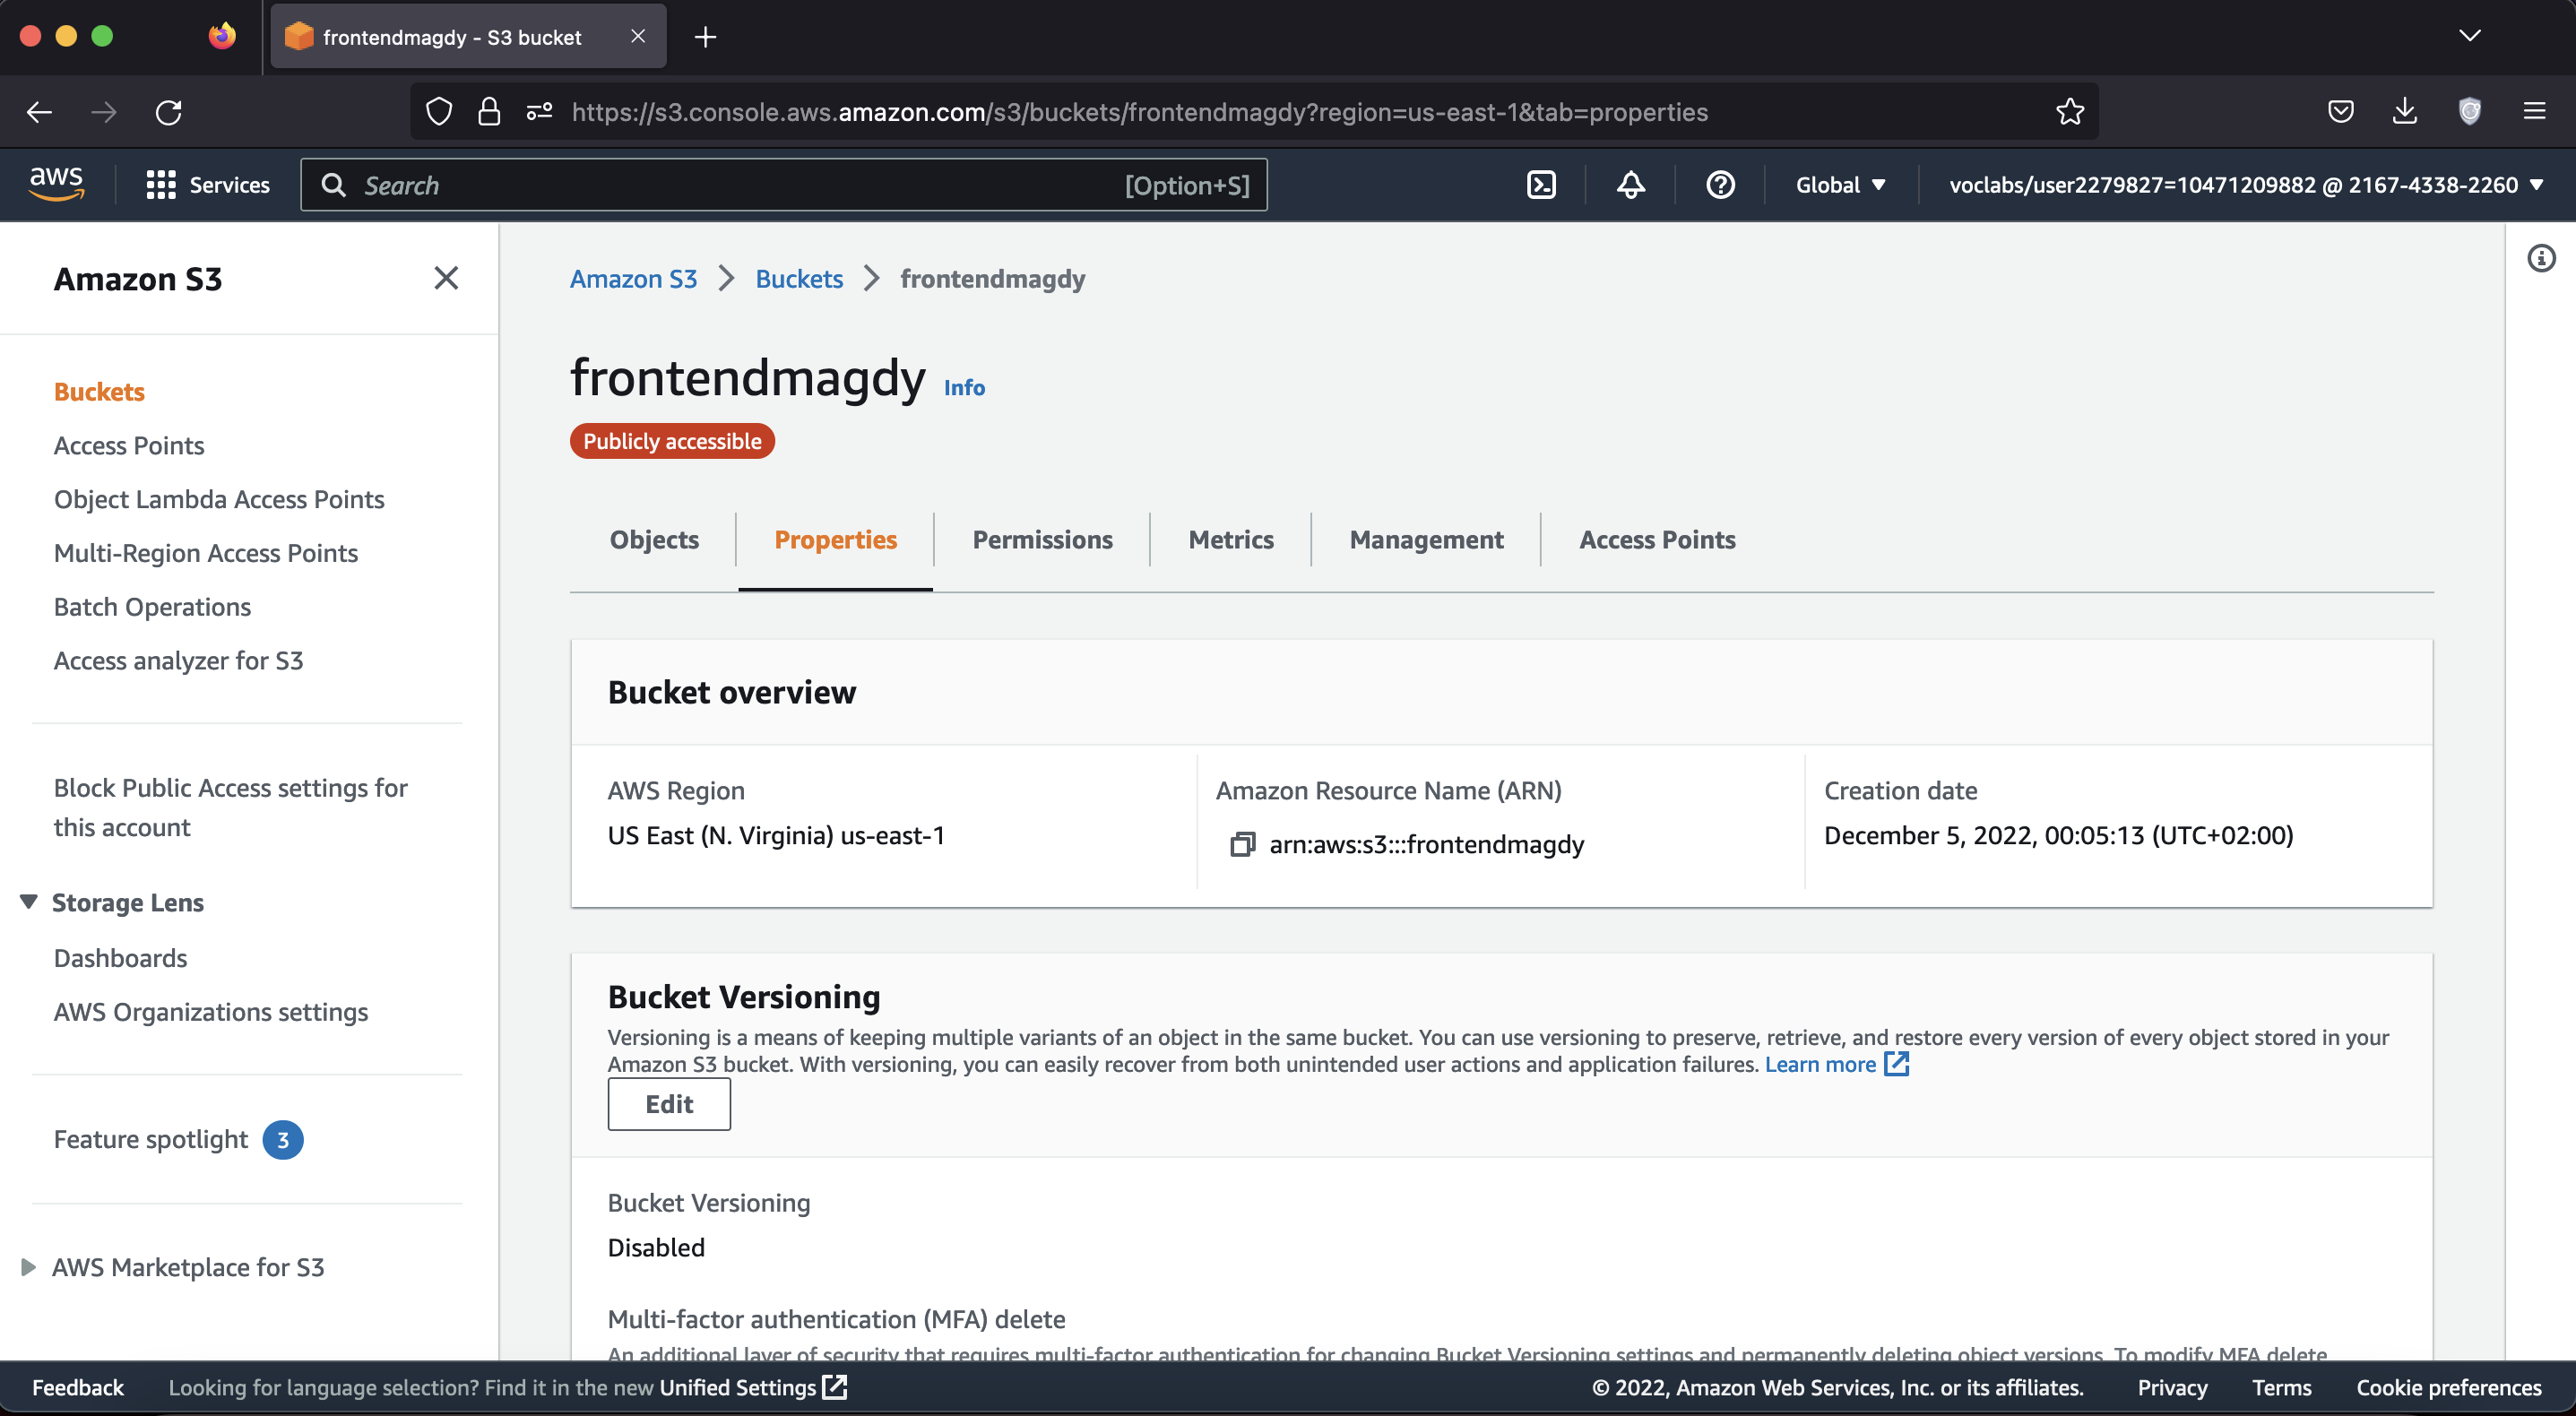 frontendmagdy - S3 bucket
https://s3.console.aws.amazon.com/s3/buckets/frontendmagdy?region=us-east-1&tab=properties
aws
Services
Search
[Option+S]
Global
voclabs/user2279827=10471209882 @ 2167-4338-2260
Amazon S3
Buckets
Access Points
Object Lambda Access Points
Multi-Region Access Points
Batch Operations
Access analyzer for S3
Block Public Access settings for
this account
Storage Lens
Dashboards
AWS Organizations settings
Feature spotlight 3
AWS Marketplace for S3
Amazon S3 > Buckets > frontendmagdy
frontendmagdy Info
Publicly accessible
Objects
Properties
Permissions
Metrics
Management
Access Points
Bucket overview
AWS Region
US East (N. Virginia) us-east-1
Amazon Resource Name (ARN)
arn:aws:s3:::frontendmagdy
Creation date
December 5, 2022, 00:05:13 (UTC+02:00)
Bucket Versioning
Versioning is a means of keeping multiple variants of an object in the same bucket. You can use versioning to preserve, retrieve, and restore every version of every object stored in your
Amazon S3 bucket. With versioning, you can easily recover from both unintended user actions and application failures. Learn more
Edit
Bucket Versioning
Disabled
Multi-factor authentication (MFA) delete
An additional layer of security that requires multi-factor authentication for changing Bucket Versioning settings and permanently deleting object versions. To modify MFA delete
Feedback
Looking for language selection? Find it in the new Unified Settings
© 2022, Amazon Web Services, Inc. or its affiliates.
Privacy
Terms
Cookie preferences